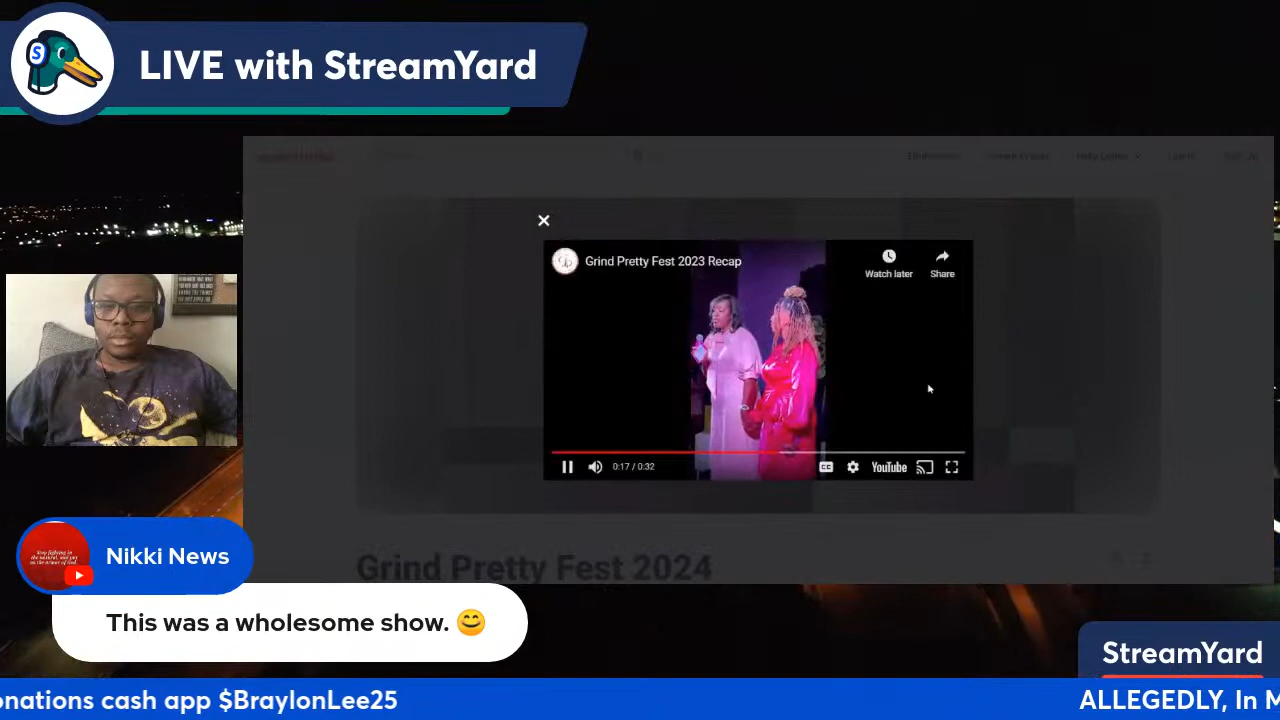 S
LIVE with StreamYard
Grind Pretty Fest 2023 Recap
Watch later
Share
0:17 / 0:32
CC
YouTube
Grind Pretty Fest 2024
Nikki News
This was a wholesome show. 😊
StreamYard
onations cash app $BraylonLee25
ALLEGEDLY, In M